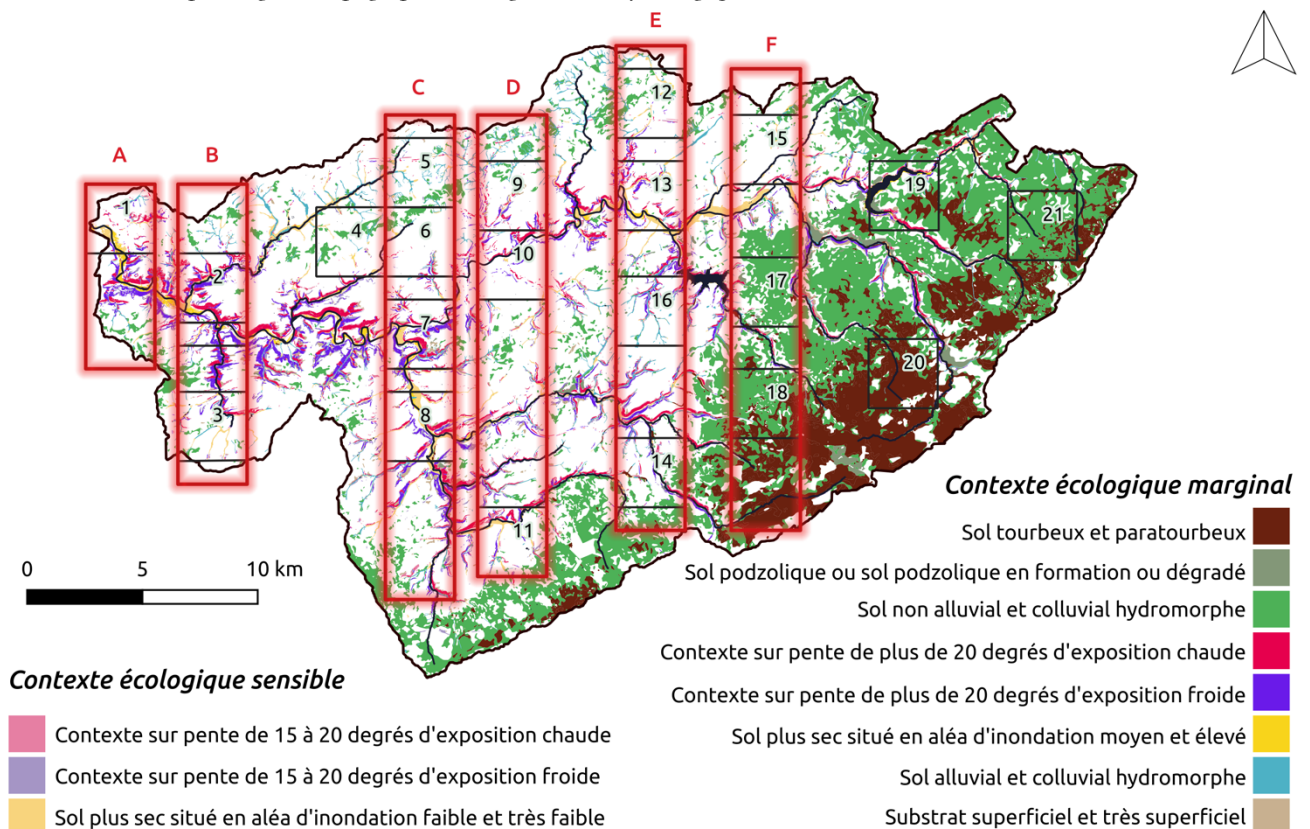 E
F
C
D
A
B
12
15
5
1
9
13
19
21
4
6
10
2
16
17
7
20
18
3
8
14
11
0 5 10 km
Contexte écologique sensible
Contexte sur pente de 15 à 20 degrés d'exposition chaude
Contexte sur pente de 15 à 20 degrés d'exposition froide
Sol plus sec situé en aléa d'inondation faible et très faible
Contexte écologique marginal
Sol tourbeux et paratourbeux
Sol podzolique ou sol podzolique en formation ou dégradé
Sol non alluvial et colluvial hydromorphe
Contexte sur pente de plus de 20 degrés d'exposition chaude
Contexte sur pente de plus de 20 degrés d'exposition froide
Sol plus sec situé en aléa d'inondation moyen et élevé
Sol alluvial et colluvial hydromorphe
Substrat superficiel et très superficiel